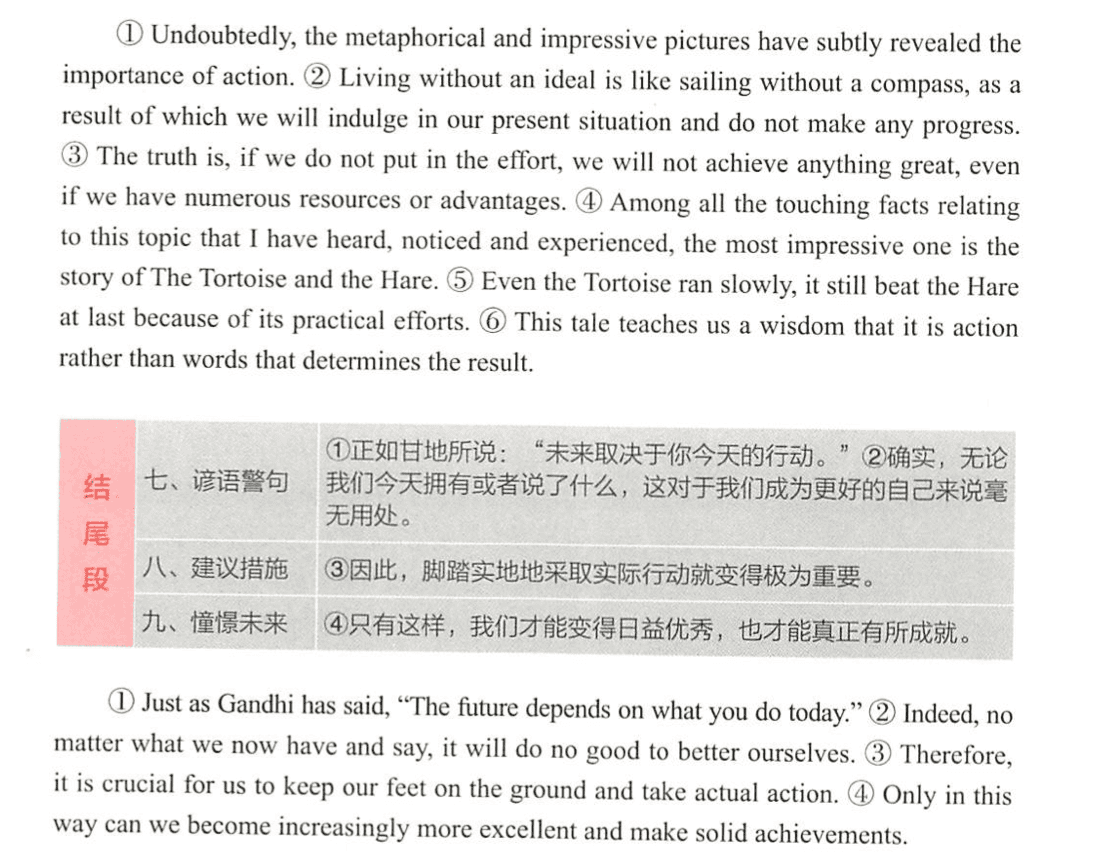 ① Undoubtedly, the metaphorical and impressive pictures have subtly revealed the
importance of action. ② Living without an ideal is like sailing without a compass, as a
result of which we will indulge in our present situation and do not make any progress.
③ The truth is, if we do not put in the effort, we will not achieve anything great, even
if we have numerous resources or advantages. ④ Among all the touching facts relating
to this topic that I have heard, noticed and experienced, the most impressive one is the
story of The Tortoise and the Hare. ⑤ Even the Tortoise ran slowly, it still beat the Hare
at last because of its practical efforts. ⑥ This tale teaches us a wisdom that it is action
rather than words that determines the result.
结尾段
七、谚语警句
①正如甘地所说：“未来取决于你今天的行动。”②确实，无论
我们今天拥有或者说了什么，这对于我们成为更好的自己来说毫
无用处。
八、建议措施
③因此，脚踏实地地采取实际行动就变得极为重要。
九、憧憬未来
④只有这样，我们才能变得日益优秀，也才能真正有所成就。
① Just as Gandhi has said, “The future depends on what you do today.” ② Indeed, no
matter what we now have and say, it will do no good to better ourselves. ③ Therefore,
it is crucial for us to keep our feet on the ground and take actual action. ④ Only in this
way can we become increasingly more excellent and make solid achievements.